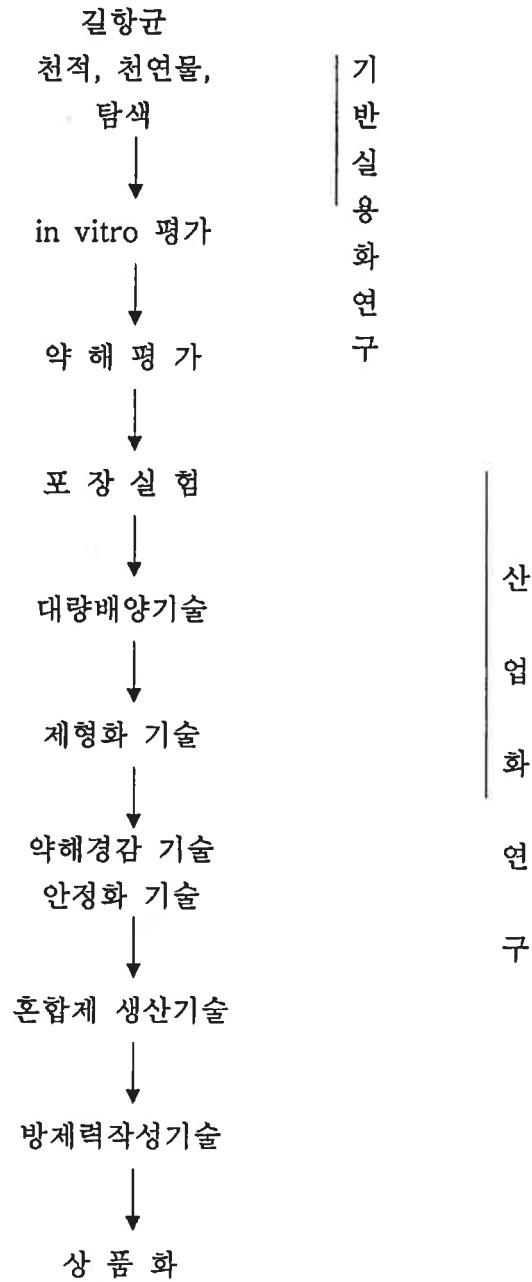 길항균
천적, 천연물,
탐색
in vitro 평가
약 해 평 가
포 장 실 험
대량배양기술
제형화 기술
약해경감 기술
안정화 기술
혼합제 생산기술
방제력작성기술
상 품 화
기반실용화연구
산업화연구